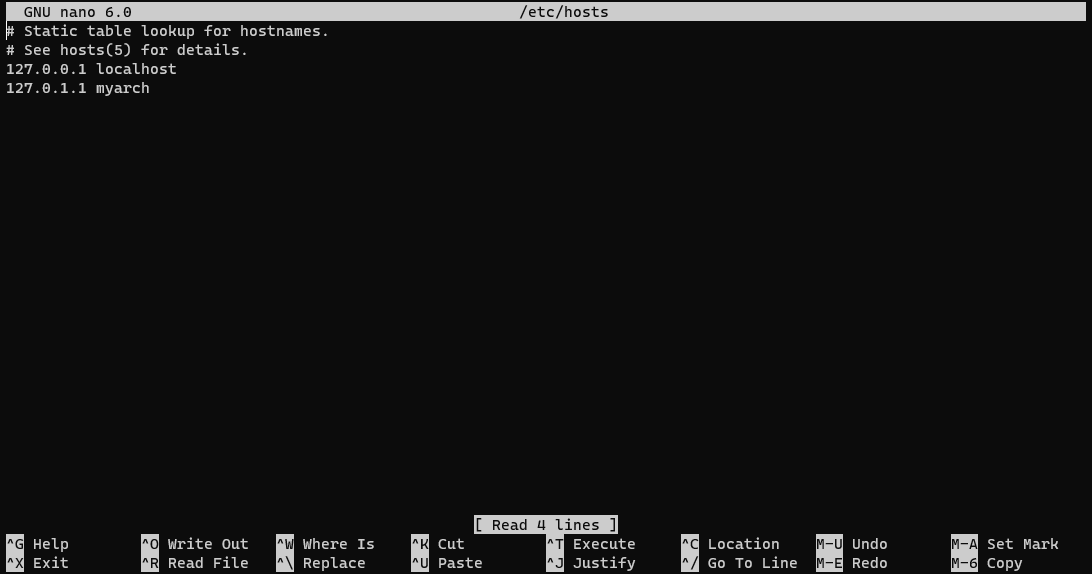 GNU nano 6.0 /etc/hosts
# Static table lookup for hostnames.
# See hosts(5) for details.
127.0.0.1 localhost
127.0.1.1 myarch
[ Read 4 lines ]
^G Help ^O Write Out ^W Where Is ^K Cut ^T Execute ^C Location M-U Undo M-A Set Mark
^X Exit ^R Read File ^\ Replace ^U Paste ^J Justify ^/ Go To Line M-E Redo M-6 Copy